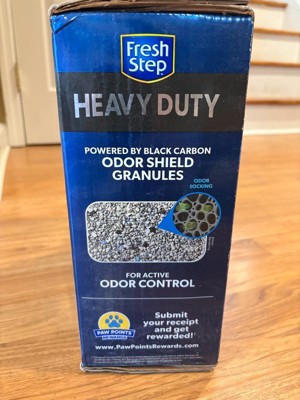 Fresh
Step
HEAVY DUTY
POWERED BY BLACK CARBON
ODOR SHIELD
GRANULES
ODOR
LOCKING
FOR ACTIVE
ODOR CONTROL
PAW POINTS
Submit
your receipt
and get
rewarded!
www.PawPointsRewards.com